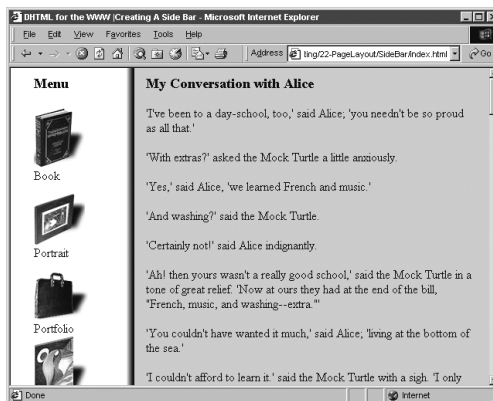 DHTML for the WWW |Creating A Side Bar - Microsoft Internet Explorer
File Edit View Favorites Tools Help
Address ting/22-PageLayout/SideBar/index.html Go
Menu
Book
Portrait
Portfolio
My Conversation with Alice
'I've been to a day-school, too,' said Alice; 'you needn't be so proud
as all that.'
'With extras?' asked the Mock Turtle a little anxiously.
'Yes,' said Alice, 'we learned French and music.'
'And washing?' said the Mock Turtle.
'Certainly not!' said Alice indignantly.
'Ah! then yours wasn't a really good school,' said the Mock Turtle in a
tone of great relief. 'Now at ours they had at the end of the bill,
"French, music, and washing--extra."'
'You couldn't have wanted it much,' said Alice; 'living at the bottom of
the sea.'
'I couldn't afford to learn it.' said the Mock Turtle with a sigh. 'I only
Done Internet